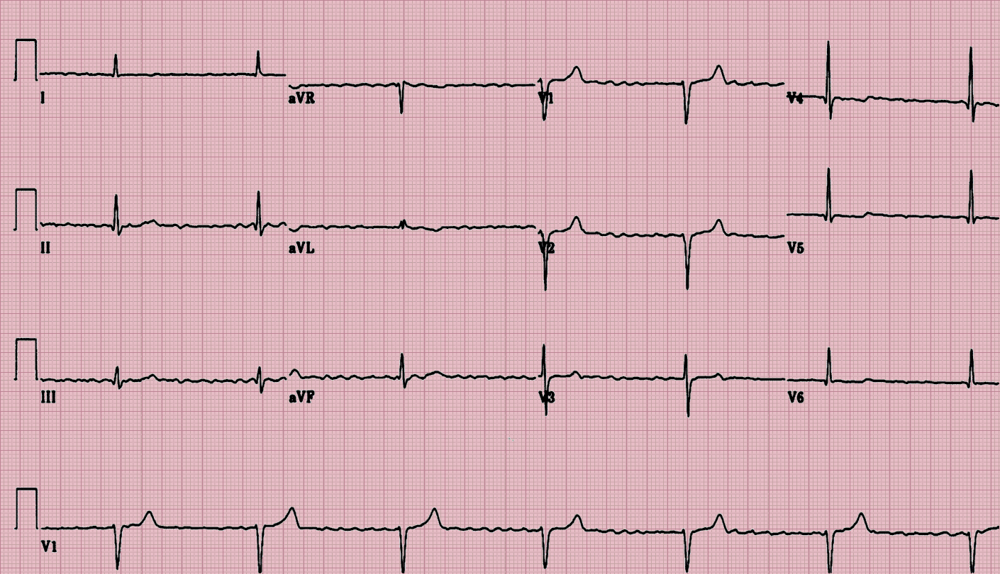 I aVR V1 V4
II aVL V2 V5
III aVF V3 V6
V1